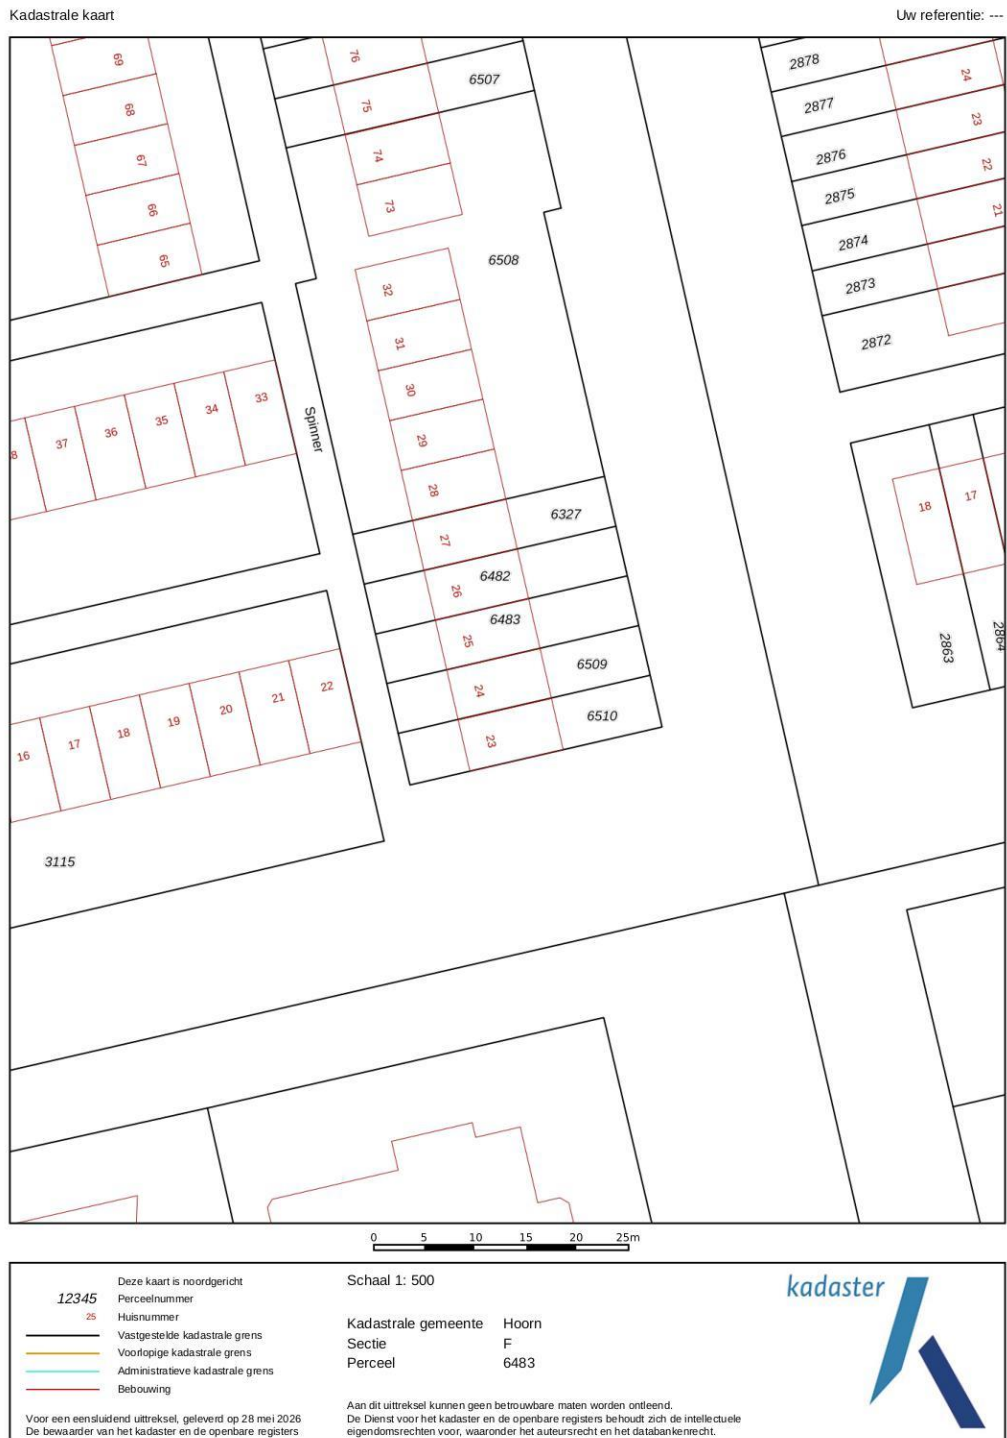 Kadastrale kaart
Uw referentie: ---
69
68
67
66
65
76
75
74
73
6507
6508
2878
2877
2876
2875
2874
2873
2872
24
23
22
21
32
31
30
29
28
27
26
25
24
23
Spinner
8
37
36
35
34
33
6327
6482
6483
6509
6510
18
17
2863
2864
16
17
18
19
20
21
22
3115
0 5 10 15 20 25m
Deze kaart is noordgericht
12345 Perceelnummer
25 Huisnummer
Vastgestelde kadastrale grens
Voorlopige kadastrale grens
Administratieve kadastrale grens
Bebouwing
Voor een eensluidend uittreksel, geleverd op 28 mei 2026
De bewaarder van het kadaster en de openbare registers
Schaal 1: 500
Kadastrale gemeente Hoorn
Sectie F
Perceel 6483
Aan dit uittreksel kunnen geen betrouwbare maten worden ontleend.
De Dienst voor het kadaster en de openbare registers behoudt zich de intellectuele
eigendomsrechten voor, waaronder het auteursrecht en het databankenrecht.
kadaster